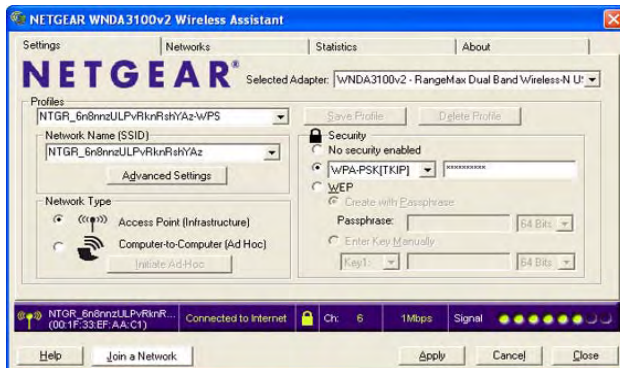 NETGEAR WNDA3100v2 Wireless Assistant
Settings Networks Statistics About
NETGEAR® Selected Adapter: WNDA3100v2 - RangeMax Dual Band Wireless-N U
Profiles
NTGR_6n8nnzULPvRknRshYAz-WPS Save Profile Delete Profile
Network Name (SSID)
NTGR_6n8nnzULPvRknRshYAz
Advanced Settings
Security
No security enabled
WPA-PSK[TKIP] **********
WEP
Create with Passphrase
Passphrase: 64 Bits
Enter Key Manually
Key1: 64 Bits
Network Type
Access Point (Infrastructure)
Computer-to-Computer (Ad Hoc)
Initiate Ad-Hoc
NTGR_6n8nnzULPvRknR...
(00:1F:33:EF:AA:C1) Connected to Internet Ch: 6 1Mbps Signal
Help Join a Network Apply Cancel Close